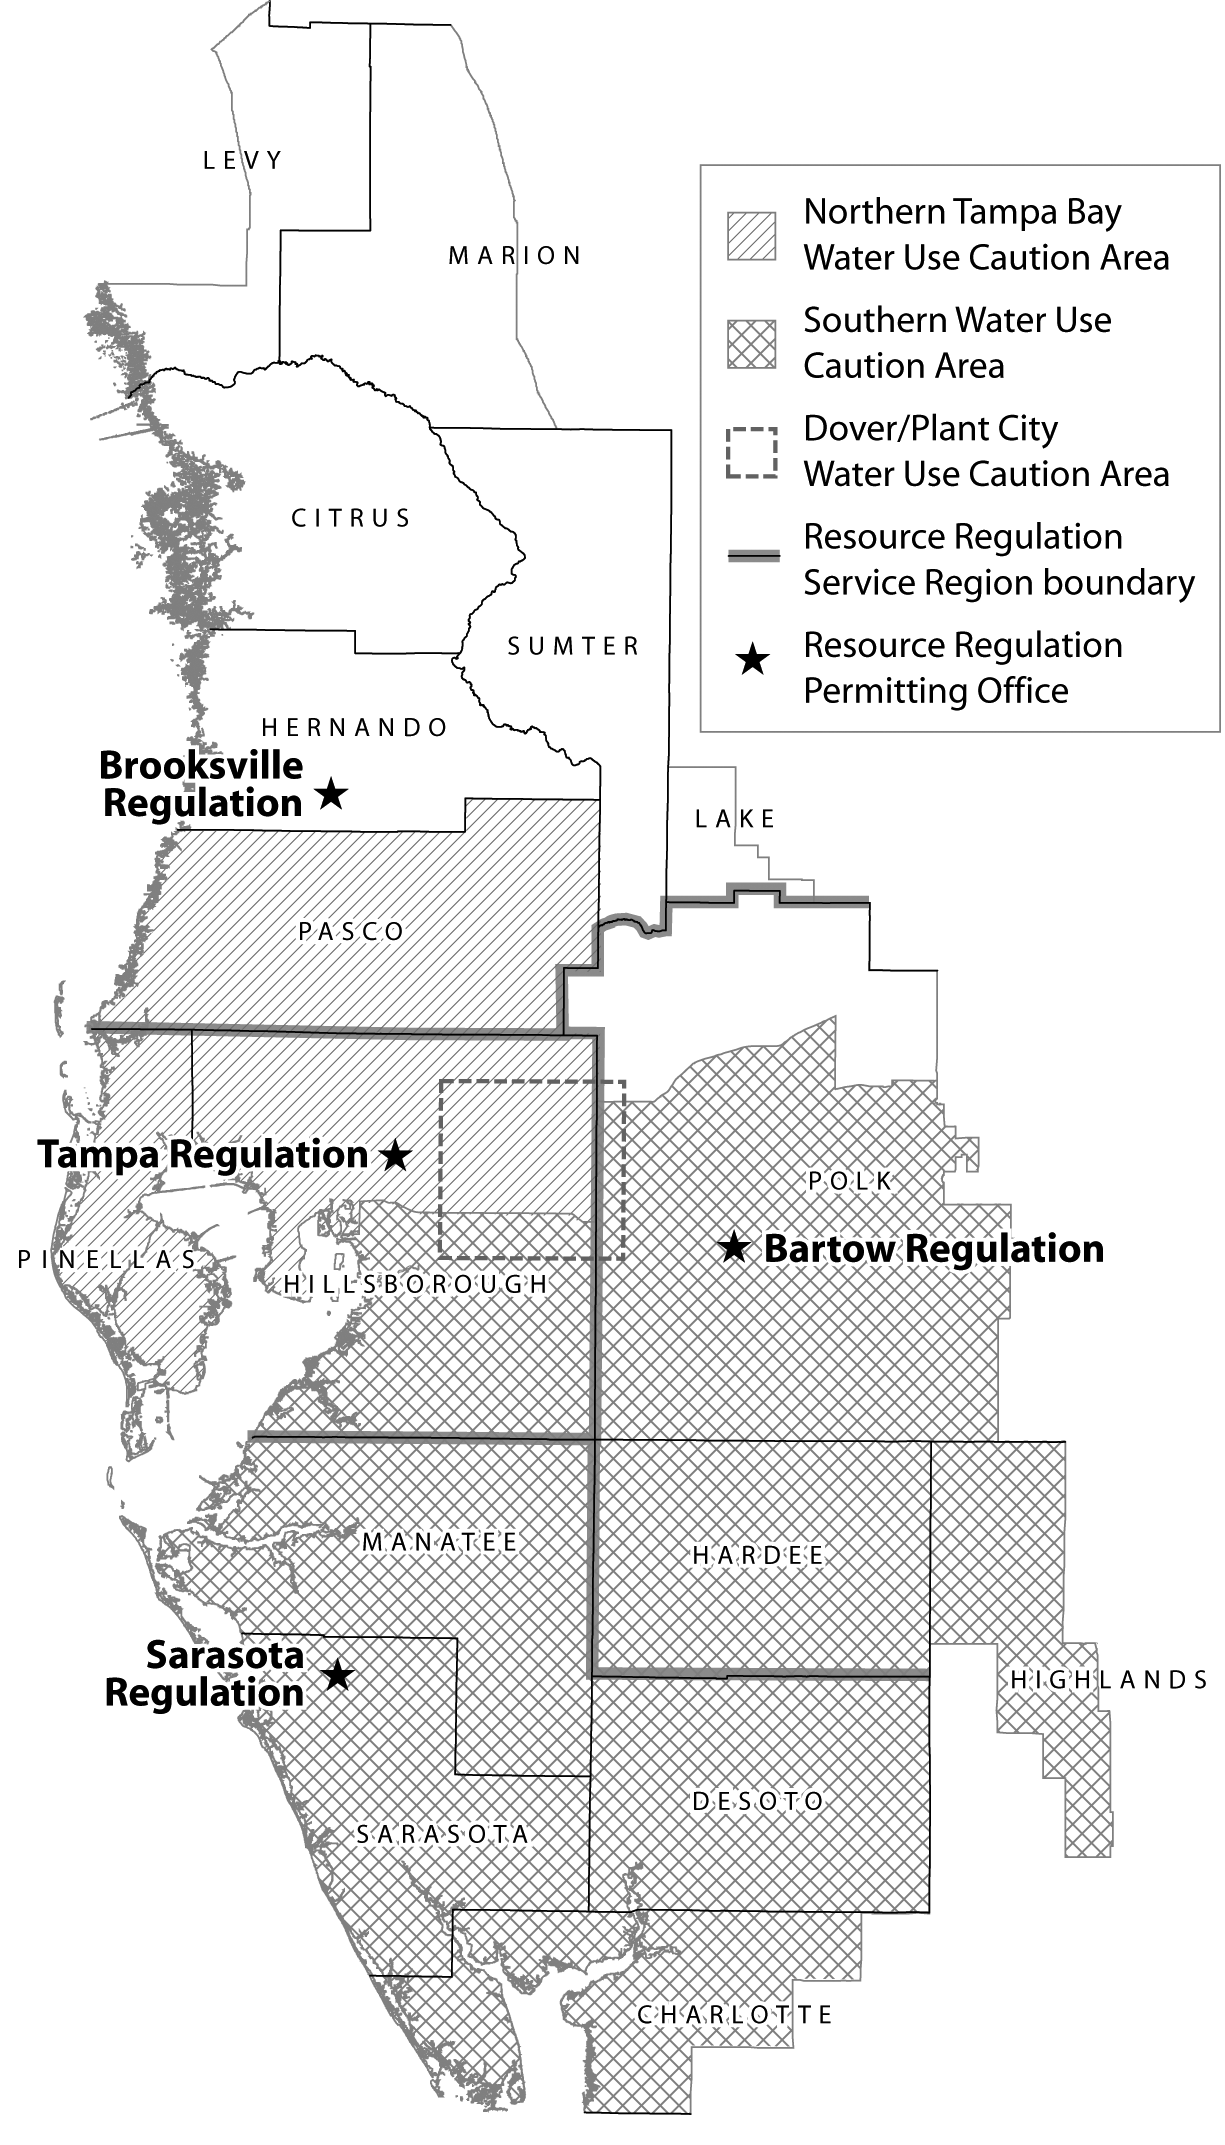 LEVY
MARION
Northern Tampa Bay
Water Use Caution Area
Southern Water Use
Caution Area
Dover/Plant City
Water Use Caution Area
Resource Regulation
Service Region boundary
Resource Regulation
Permitting Office
CITRUS
SUMTER
HERNANDO
Brooksville
Regulation
LAKE
PASCO
Tampa Regulation
POLK
Bartow Regulation
PINELLAS
HILLSBOROUGH
MANATEE
HARDEE
Sarasota
Regulation
HIGHLANDS
DESOTO
SARASOTA
CHARLOTTE